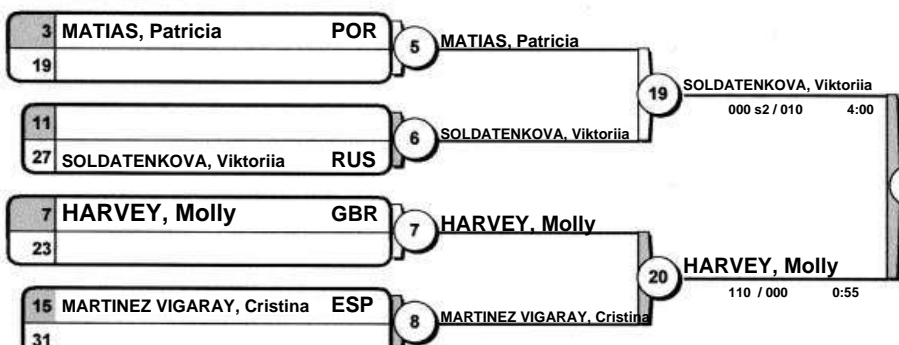 3 MATIAS, Patricia POR
19
5 MATIAS, Patricia
19 SOLDATENKOVA, Viktoriia
000 s2 / 010 4:00
11
27 SOLDATENKOVA, Viktoriia RUS
6 SOLDATENKOVA, Viktoriia
7 HARVEY, Molly GBR
23
7 HARVEY, Molly
20 HARVEY, Molly
110 / 000 0:55
15 MARTINEZ VIGARAY, Cristina ESP
31
8 MARTINEZ VIGARAY, Cristina